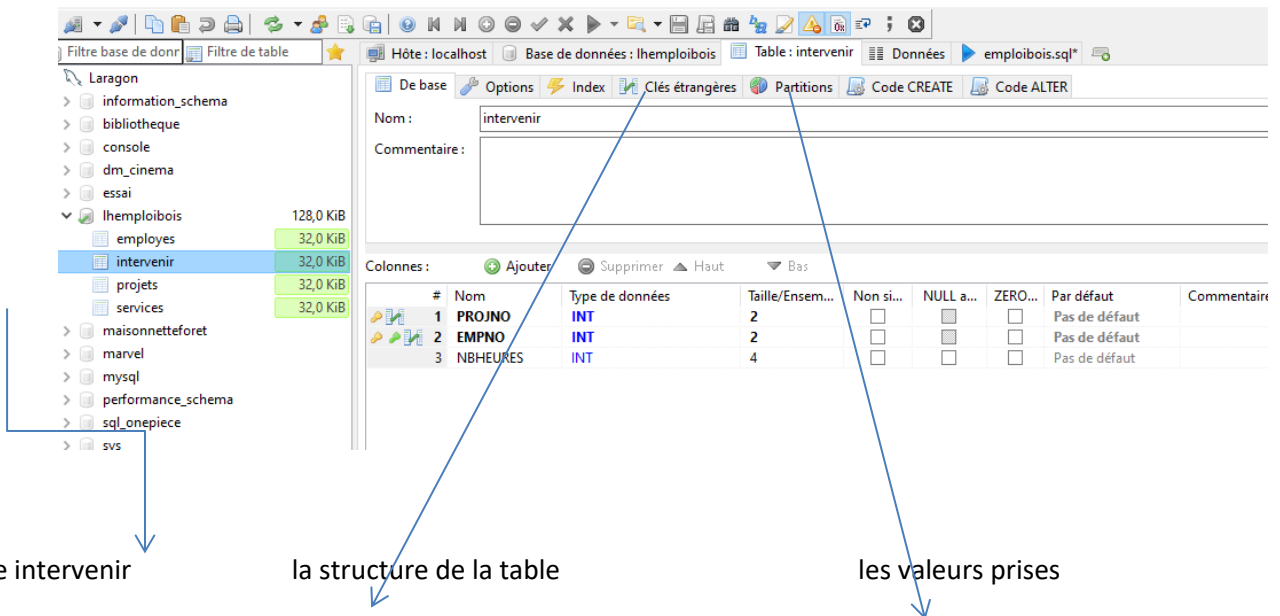 Filtre base de donr Filtre de table Hôte : localhost Base de données : lhemploibois Table : intervenir Données emploibois.sql*
Laragon
information_schema
bibliotheque
console
dm_cinema
essai
lhemploibois 128,0 KiB
employes 32,0 KiB
intervenir 32,0 KiB
projets 32,0 KiB
services 32,0 KiB
maisonnetteforet
marvel
mysql
performance_schema
sql_onepiece
sys
De base Options Index Clés étrangères Partitions Code CREATE Code ALTER
Nom : intervenir
Commentaire :
Colonnes : Ajouter Supprimer Haut Bas
# Nom Type de données Taille/Ensem... Non si... NULL a... ZERO... Par défaut Commentaire
1 PROJNO INT 2 Pas de défaut
2 EMPNO INT 2 Pas de défaut
3 NBHEURES INT 4 Pas de défaut
e intervenir la structure de la table les valeurs prises